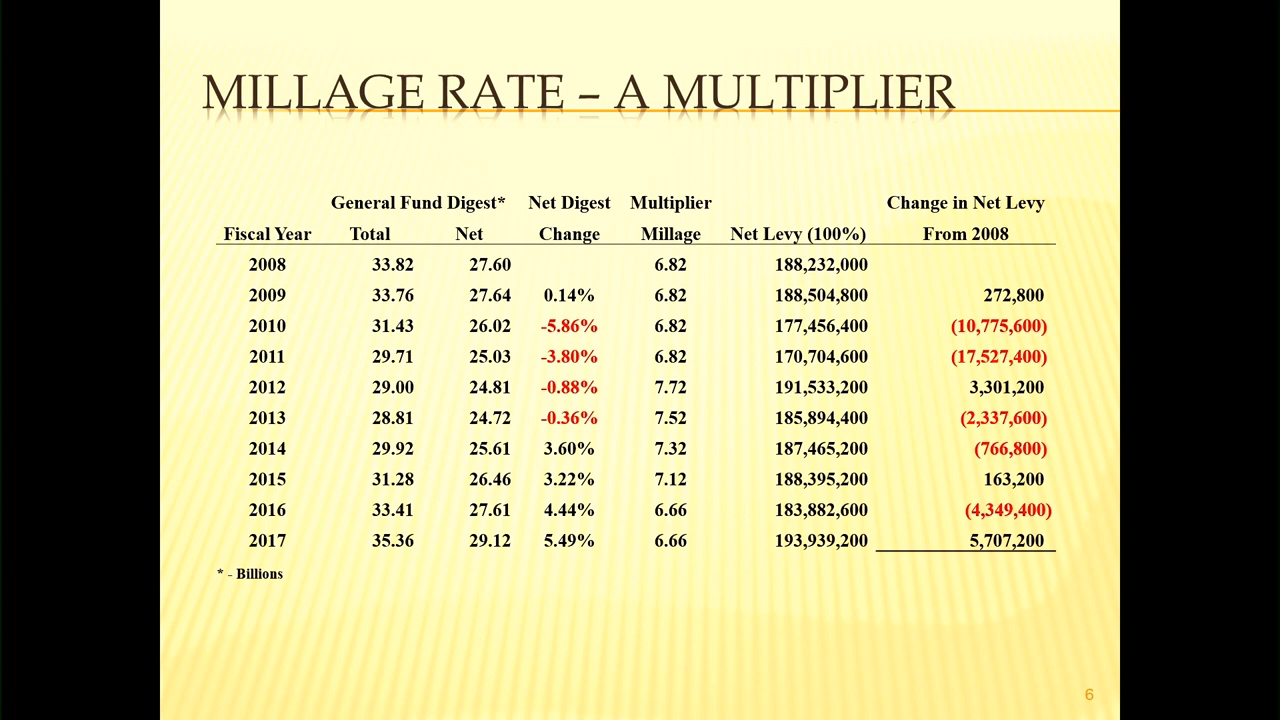 MILLAGE RATE – A MULTIPLIER
General Fund Digest* Net Digest Multiplier Change in Net Levy
Fiscal Year Total Net Change Millage Net Levy (100%) From 2008
2008 33.82 27.60 6.82 188,232,000
2009 33.76 27.64 0.14% 6.82 188,504,800 272,800
2010 31.43 26.02 -5.86% 6.82 177,456,400 (10,775,600)
2011 29.71 25.03 -3.80% 6.82 170,704,600 (17,527,400)
2012 29.00 24.81 -0.88% 7.72 191,533,200 3,301,200
2013 28.81 24.72 -0.36% 7.52 185,894,400 (2,337,600)
2014 29.92 25.61 3.60% 7.32 187,465,200 (766,800)
2015 31.28 26.46 3.22% 7.12 188,395,200 163,200
2016 33.41 27.61 4.44% 6.66 183,882,600 (4,349,400)
2017 35.36 29.12 5.49% 6.66 193,939,200 5,707,200
* - Billions
6